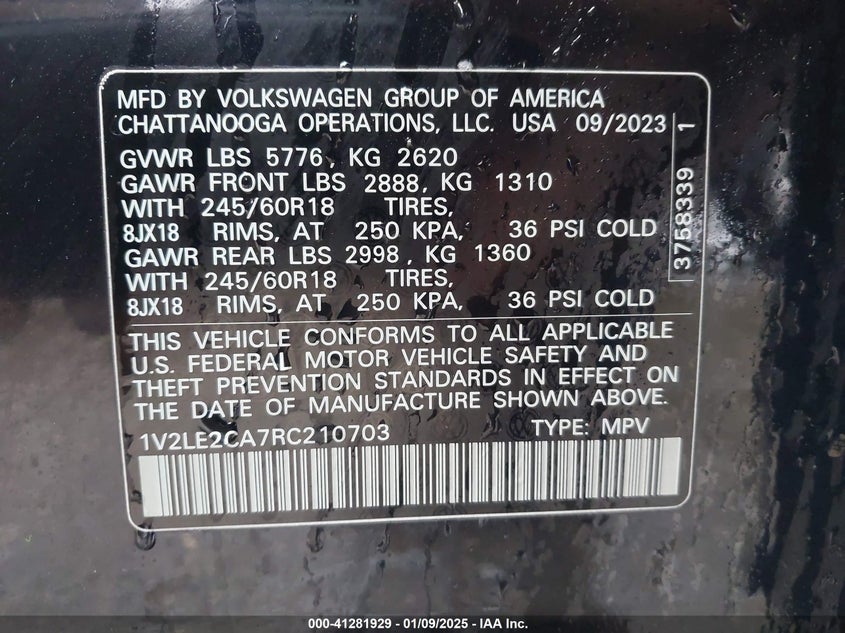 MFD BY VOLKSWAGEN GROUP OF AMERICA
CHATTANOOGA OPERATIONS, LLC. USA 09/2023
GVWR LBS 5776, KG 2620
GAWR FRONT LBS 2888, KG 1310
WITH 245/60R18 TIRES,
8JX18 RIMS, AT 250 KPA, 36 PSI COLD
GAWR REAR LBS 2998, KG 1360
WITH 245/60R18 TIRES,
8JX18 RIMS, AT 250 KPA, 36 PSI COLD
3758339 1
THIS VEHICLE CONFORMS TO ALL APPLICABLE
U.S. FEDERAL MOTOR VEHICLE SAFETY AND
THEFT PREVENTION STANDARDS IN EFFECT ON
THE DATE OF MANUFACTURE SHOWN ABOVE.
1V2LE2CA7RC210703 TYPE: MPV
000-41281929 - 01/09/2025 - IAA Inc.